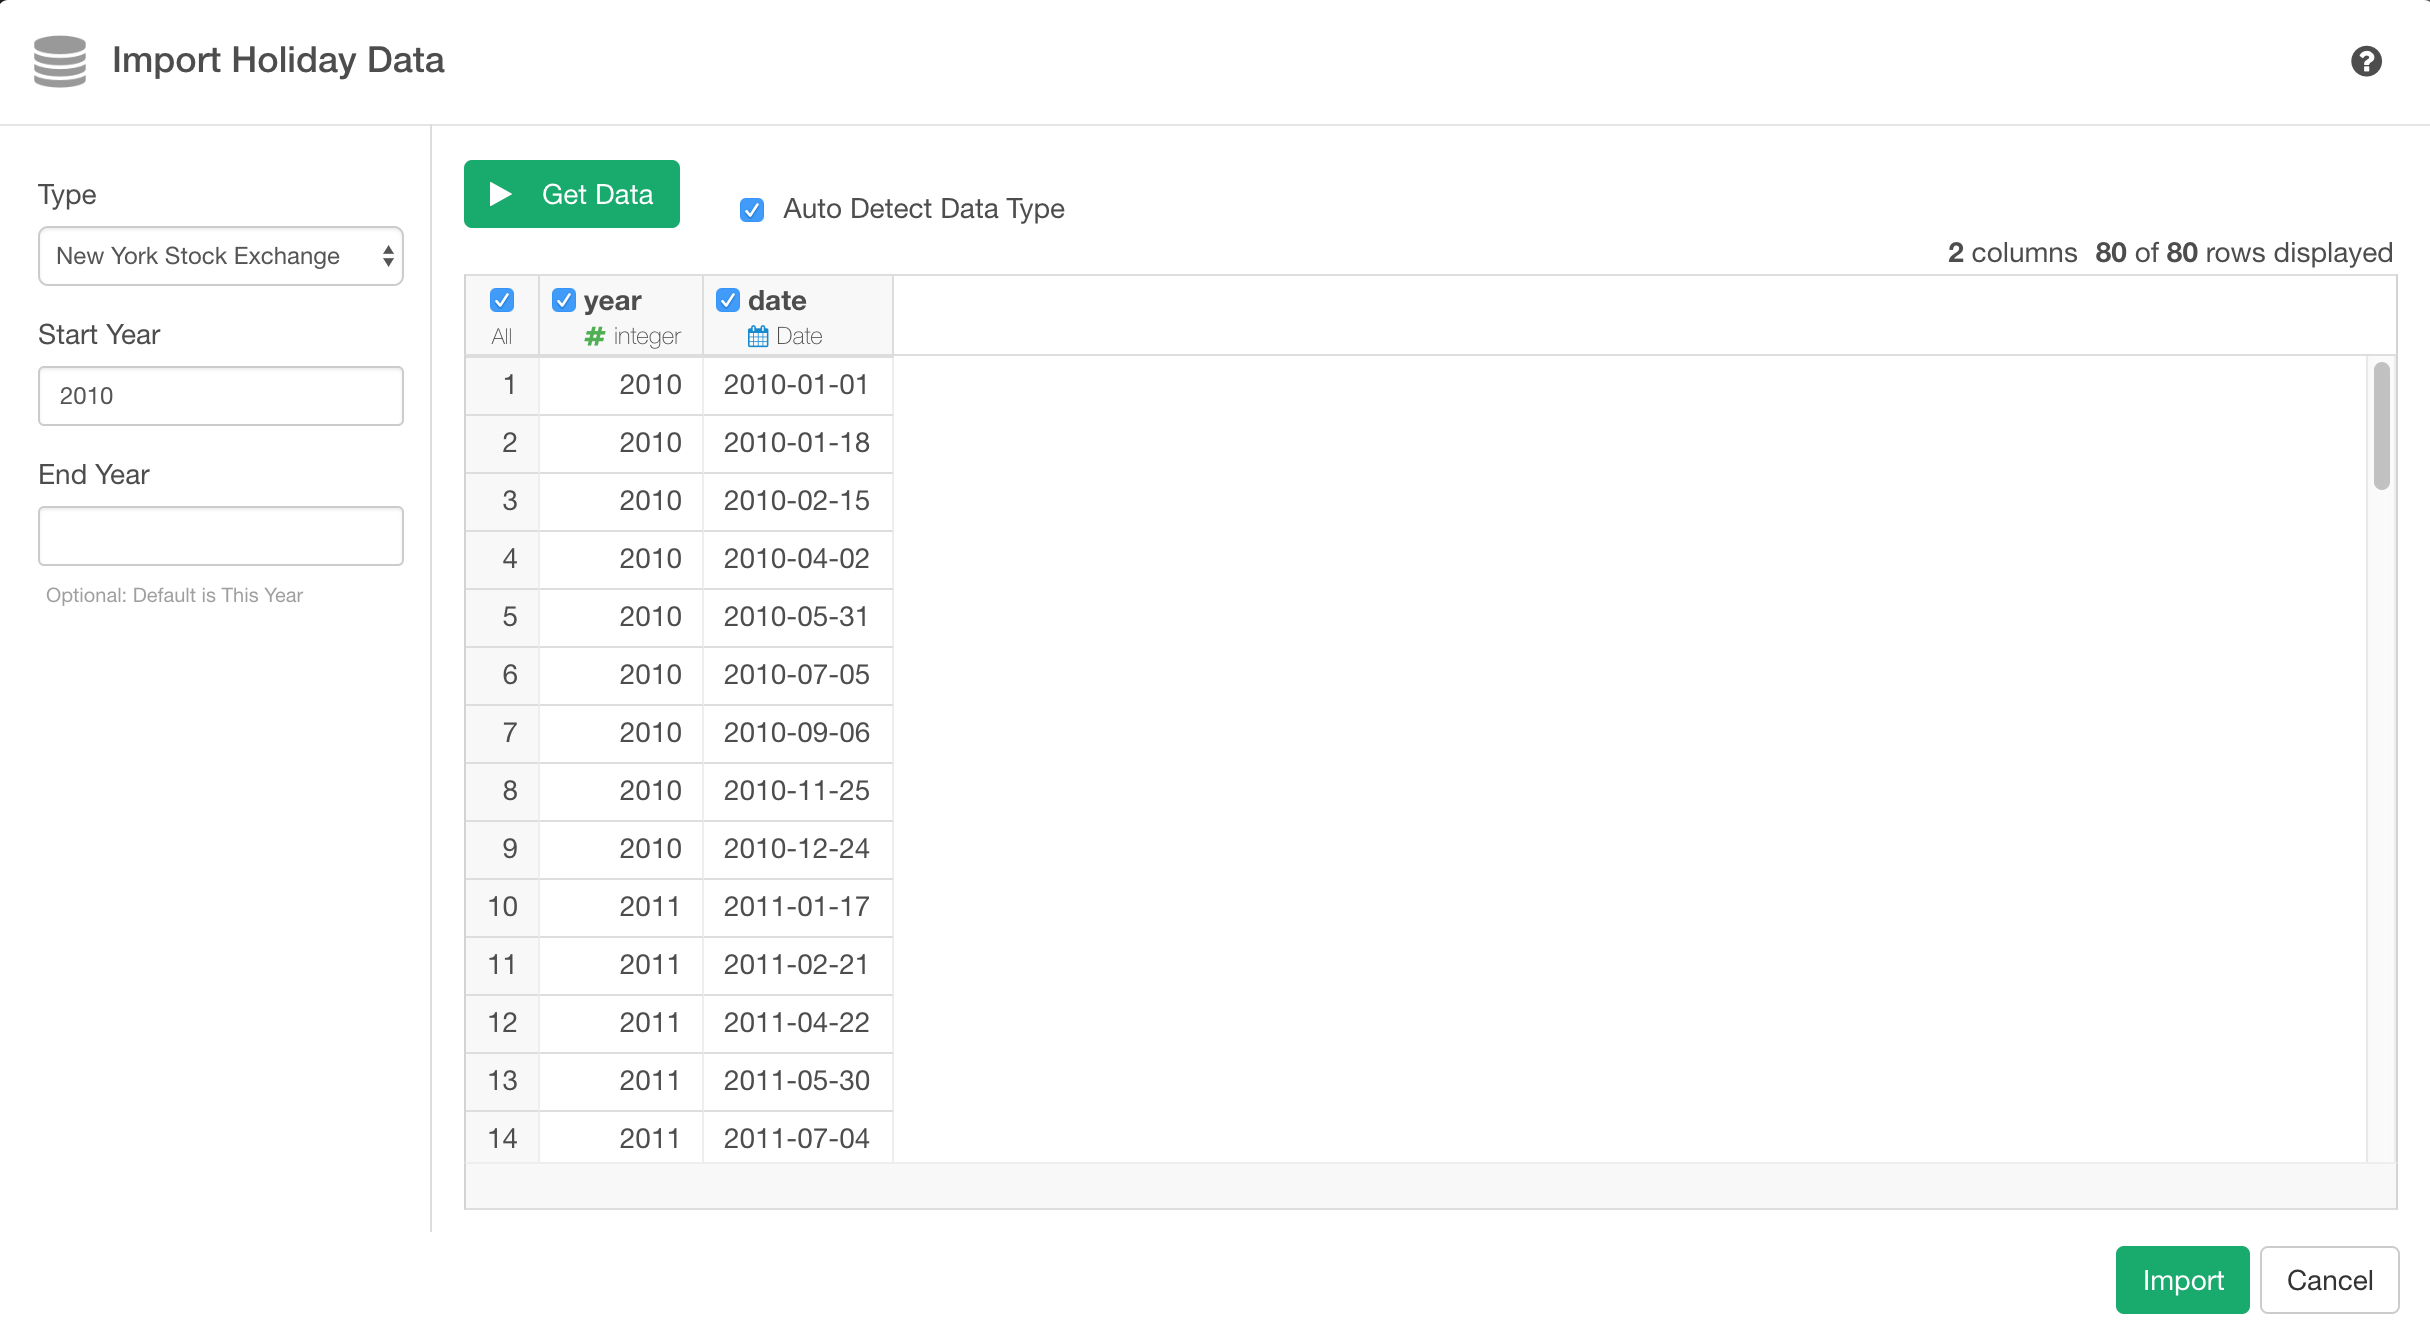 Import Holiday Data
?
Type
New York Stock Exchange
Start Year
2010
End Year
Optional: Default is This Year
Get Data
Auto Detect Data Type
2 columns 80 of 80 rows displayed
All year date
# integer Date
1 2010 2010-01-01
2 2010 2010-01-18
3 2010 2010-02-15
4 2010 2010-04-02
5 2010 2010-05-31
6 2010 2010-07-05
7 2010 2010-09-06
8 2010 2010-11-25
9 2010 2010-12-24
10 2011 2011-01-17
11 2011 2011-02-21
12 2011 2011-04-22
13 2011 2011-05-30
14 2011 2011-07-04
Import Cancel